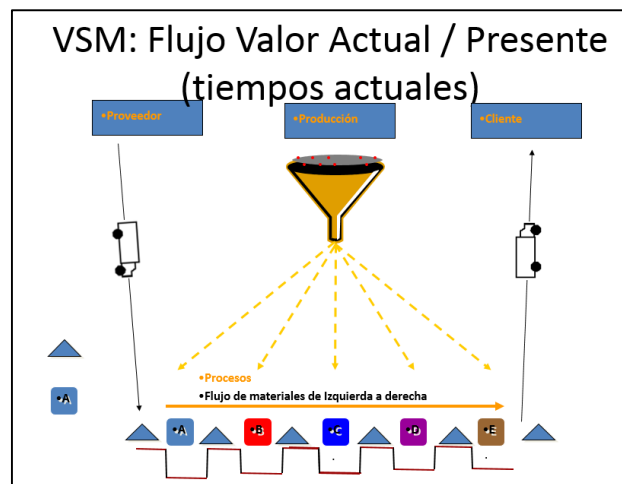 VSM: Flujo Valor Actual / Presente
(tiempos actuales)
•Proveedor
•Producción
•Cliente
•Procesos
•Flujo de materiales de Izquierda a derecha
•A
•A
•B
•C
•D
•E